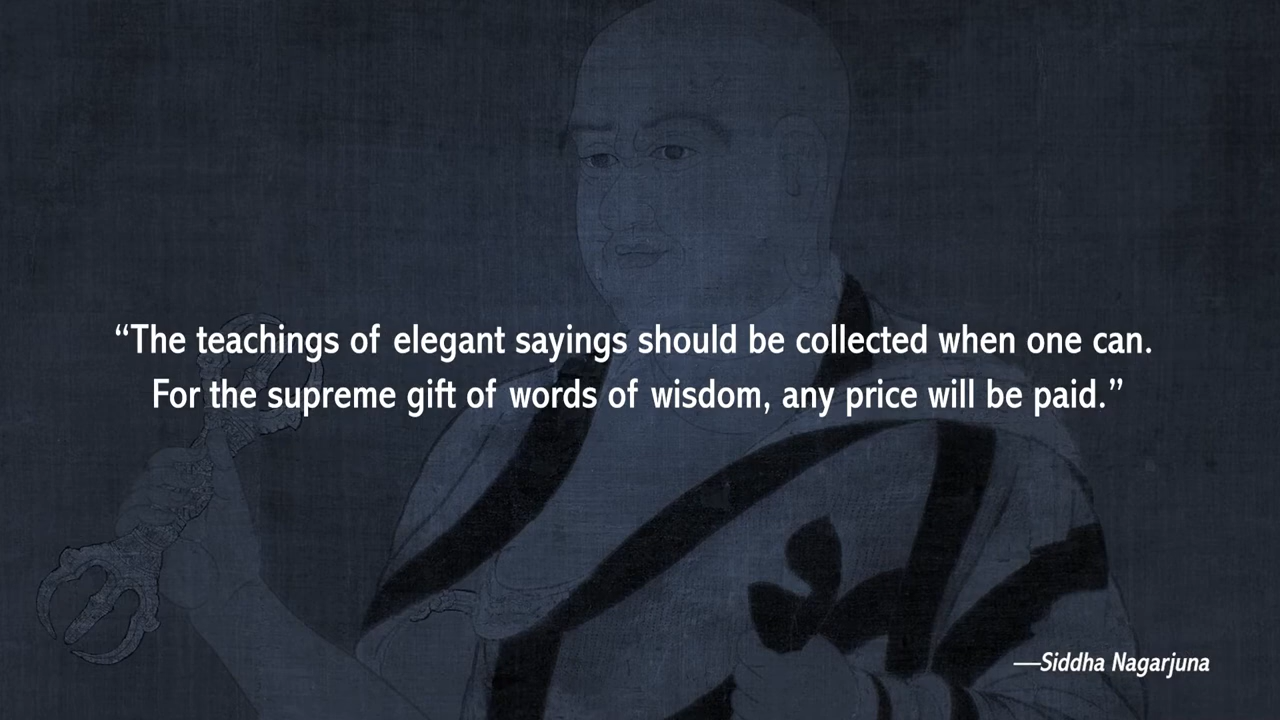 “The teachings of elegant sayings should be collected when one can.
For the supreme gift of words of wisdom, any price will be paid.”
—Siddha Nagarjuna